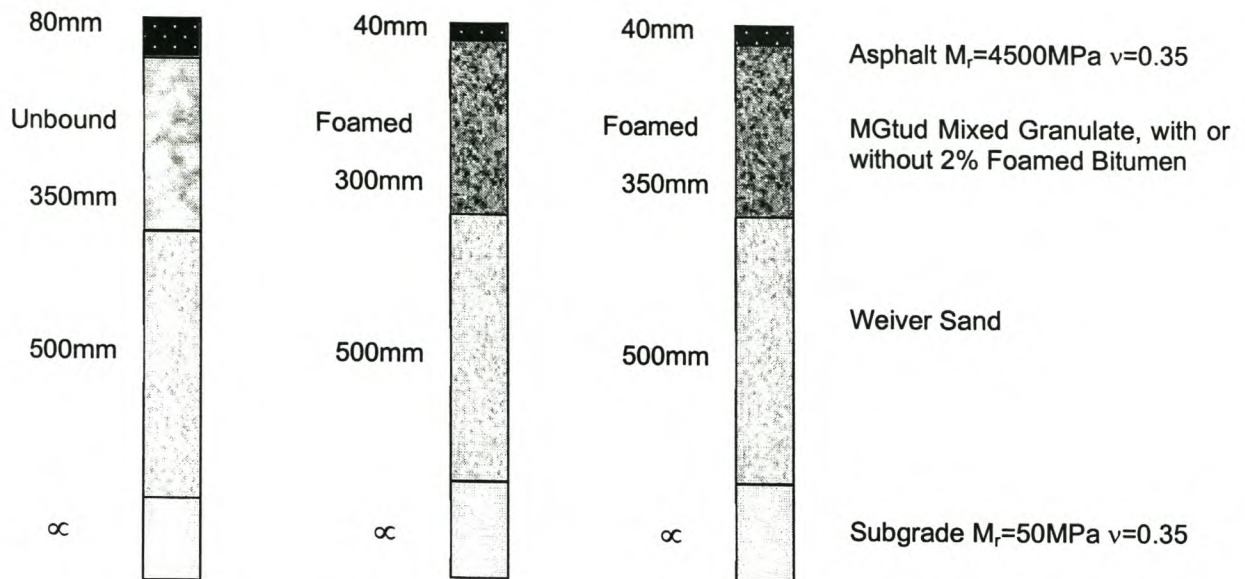 80mm
Unbound
350mm
500mm
∝
40mm
Foamed
300mm
500mm
∝
40mm
Foamed
350mm
500mm
∝
Asphalt Mr=4500MPa ν=0.35
MGtud Mixed Granulate, with or
without 2% Foamed Bitumen
Weiver Sand
Subgrade Mr=50MPa ν=0.35